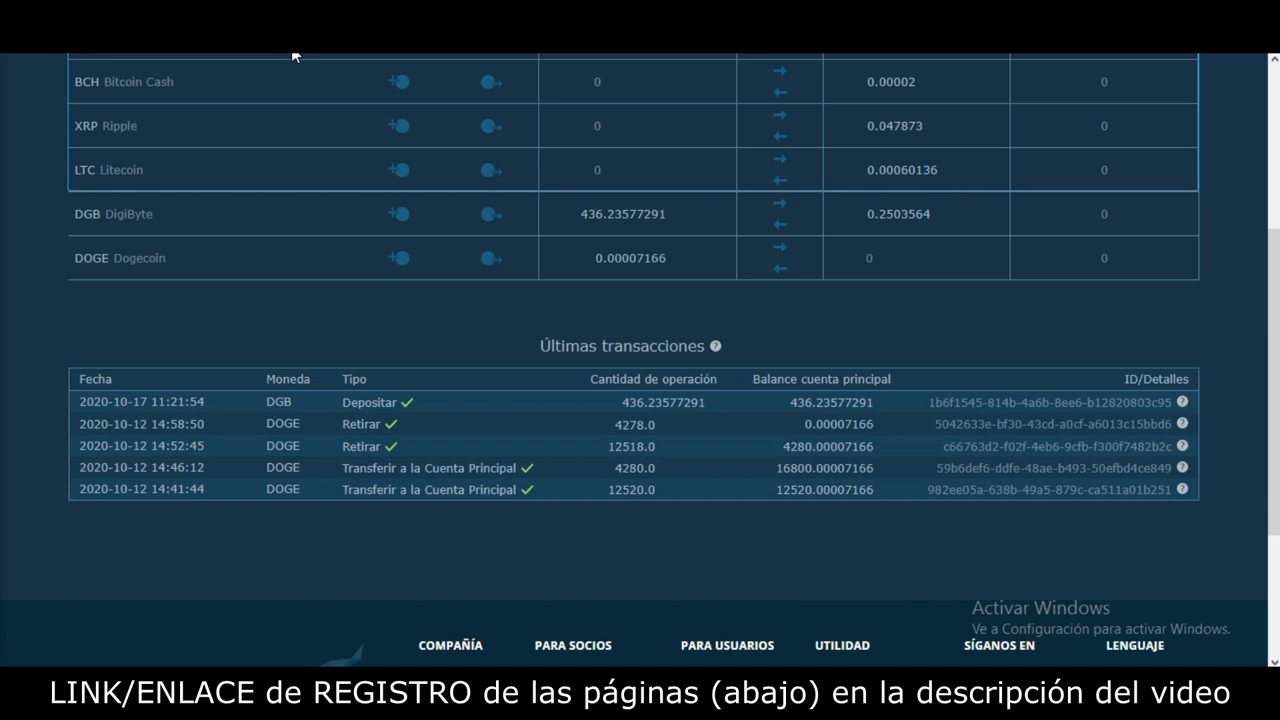 BCH Bitcoin Cash 0 0.00002 0
XRP Ripple 0 0.047873 0
LTC Litecoin 0 0.00060136 0
DGB DigiByte 436.23577291 0.2503564 0
DOGE Dogecoin 0.00007166 0 0
Últimas transacciones ?
Fecha Moneda Tipo Cantidad de operación Balance cuenta principal ID/Detalles
2020-10-17 11:21:54 DGB Depositar 436.23577291 436.23577291 1b6f1545-814b-4a6b-8ee6-b12820803c95 ?
2020-10-12 14:58:50 DOGE Retirar 4278.0 0.00007166 5042633e-bf30-43cd-a0cf-a6013c15bbd6 ?
2020-10-12 14:52:45 DOGE Retirar 12518.0 4280.00007166 c66763d2-f02f-4eb6-9cfb-f300f7482b2c ?
2020-10-12 14:46:12 DOGE Transferir a la Cuenta Principal 4280.0 16800.00007166 59b6def6-ddfe-48ae-b493-50efbd4ce849 ?
2020-10-12 14:41:44 DOGE Transferir a la Cuenta Principal 12520.0 12520.00007166 982ee05a-638b-49a5-879c-ca511a01b251 ?
Activar Windows
Ve a Configuración para activar Windows.
COMPAÑÍA PARA SOCIOS PARA USUARIOS UTILIDAD SÍGANOS EN LENGUAJE
LINK/ENLACE de REGISTRO de las páginas (abajo) en la descripción del video